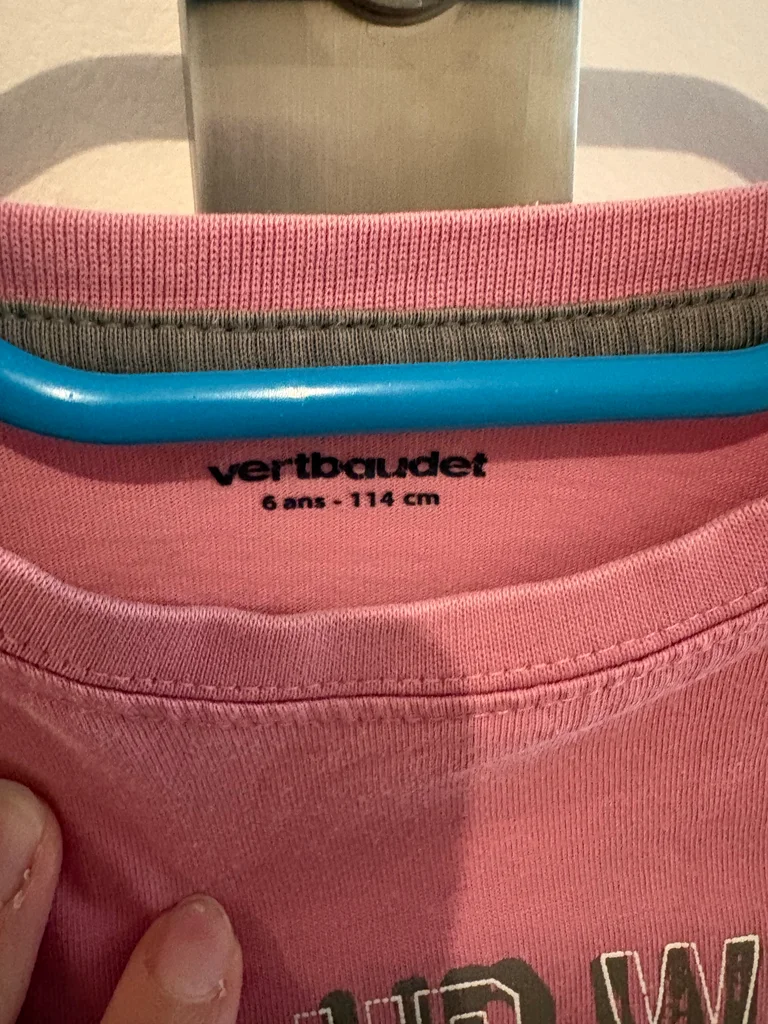 vertbaudet
6 ans - 114 cm